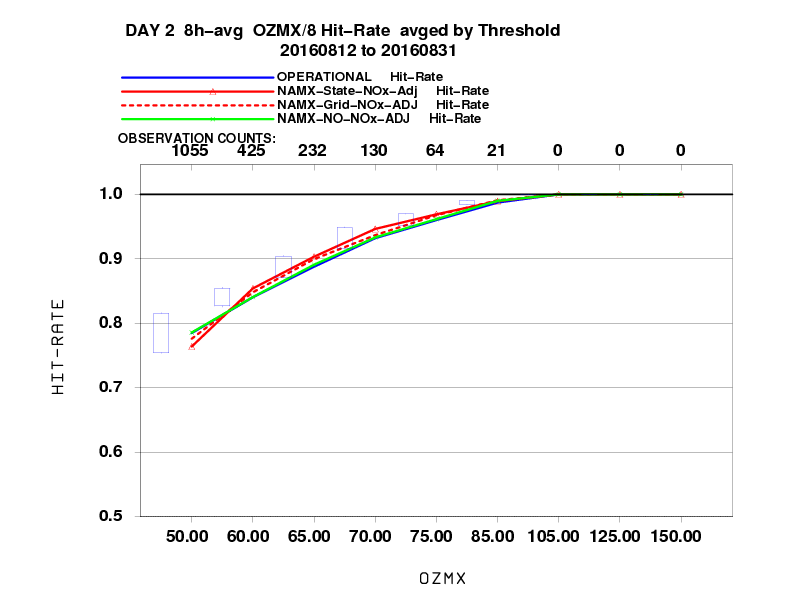 DAY 2 8h-avg OZMX/8 Hit-Rate avged by Threshold
20160812 to 20160831
OPERATIONAL Hit-Rate
NAMX-State-NOx-Adj Hit-Rate
NAMX-Grid-NOx-ADJ Hit-Rate
NAMX-NO-NOx-ADJ Hit-Rate
OBSERVATION COUNTS:
1055 425 232 130 64 21 0 0 0
1.0
0.9
0.8
0.7
0.6
0.5
HIT-RATE
50.00 60.00 65.00 70.00 75.00 85.00 105.00 125.00 150.00
OZMX